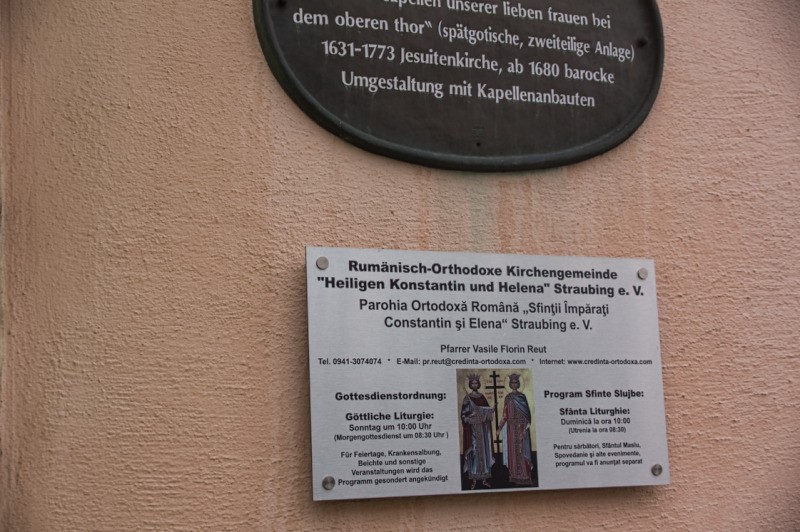 kapellen unserer lieben frauen bei
dem oberen thor" (spätgotische, zweiteilige Anlage)
1631-1773 Jesuitenkirche, ab 1680 barocke
Umgestaltung mit Kapellenanbauten
Rumänisch-Orthodoxe Kirchengemeinde
"Heiligen Konstantin und Helena" Straubing e. V.
Parohia Ortodoxă Română „Sfinţii Împăraţi
Constantin şi Elena“ Straubing e. V.
Pfarrer Vasile Florin Reut
Tel. 0941-3074074 * E-Mail: pr.reut@credinta-ortodoxa.com * Internet: www.credinta-ortodoxa.com
Gottesdienstordnung:
Göttliche Liturgie:
Sonntag um 10:00 Uhr
(Morgengottesdienst um 08:30 Uhr )
Für Feiertage, Krankensalbung,
Beichte und sonstige
Veranstaltungen wird das
Programm gesondert angekündigt
Program Sfinte Slujbe:
Sfânta Liturghie:
Duminică la ora 10:00
(Utrenia la ora 08:30)
Pentru sărbători, Sfântul Maslu,
Spovedanie şi alte evenimente,
programul va fi anunţat separat